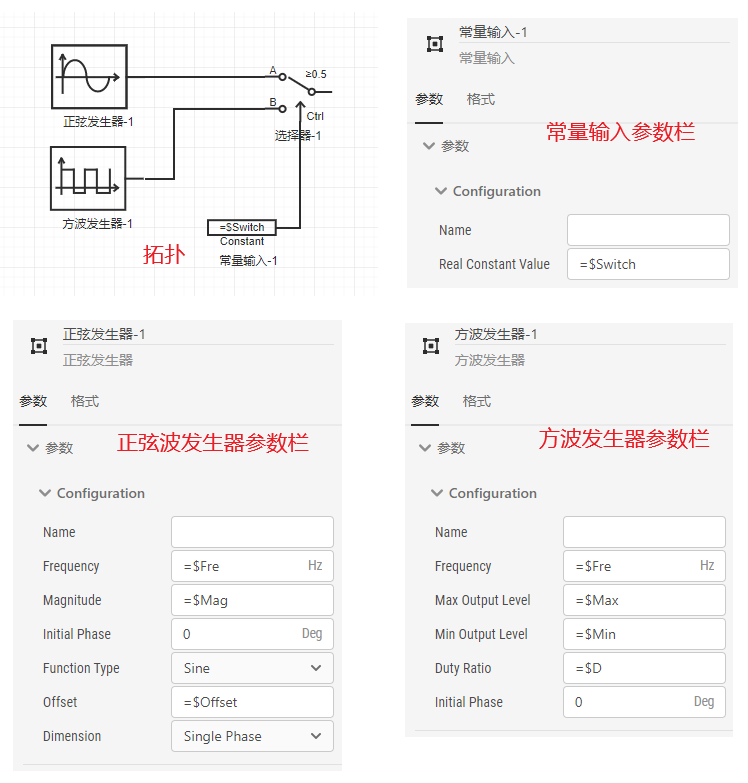 A
≥0.5
B
Ctrl
正弦发生器-1
选择器-1
方波发生器-1
=$Switch
Constant
拓扑
常量输入-1
常量输入-1
常量输入
参数
格式
常量输入参数栏
参数
Configuration
Name
Real Constant Value
=$Switch
正弦发生器-1
正弦发生器
参数
格式
正弦波发生器参数栏
参数
Configuration
Name
Frequency
=$Fre
Hz
Magnitude
=$Mag
Initial Phase
0
Deg
Function Type
Sine
Offset
=$Offset
Dimension
Single Phase
方波发生器-1
方波发生器
参数
格式
方波发生器参数栏
参数
Configuration
Name
Frequency
=$Fre
Hz
Max Output Level
=$Max
Min Output Level
=$Min
Duty Ratio
=$D
Initial Phase
0
Deg